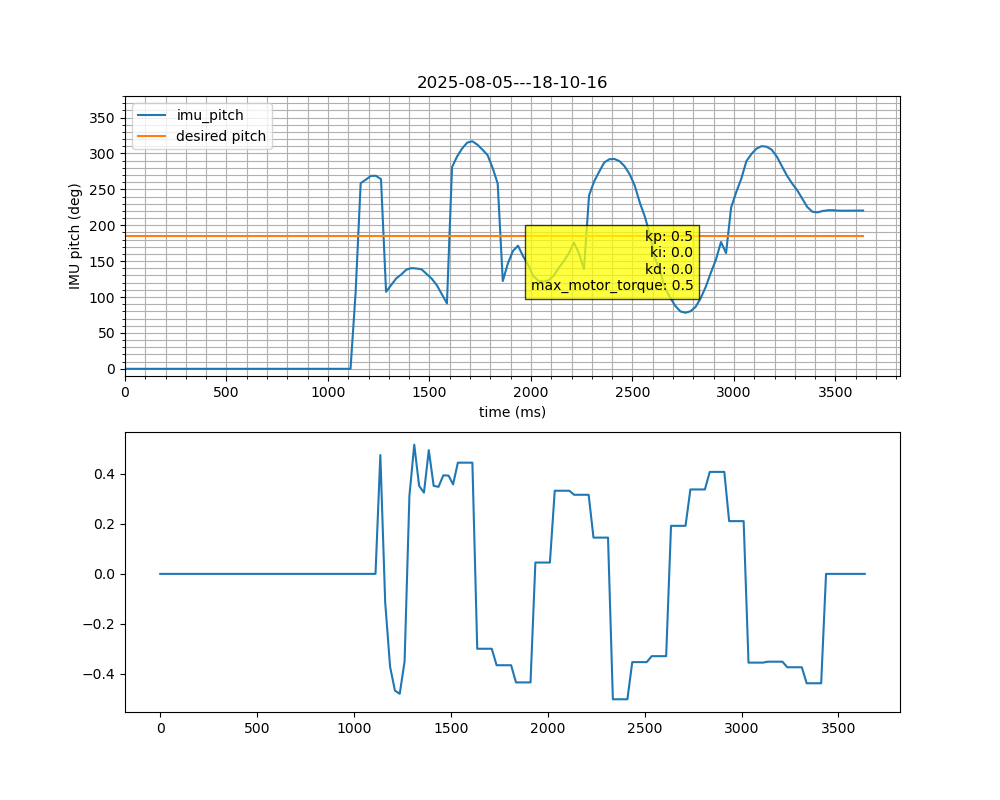 2025-08-05---18-10-16
imu_pitch
desired pitch
IMU pitch (deg)
350
300
250
200
150
100
50
0
kp: 0.5
ki: 0.0
kd: 0.0
max_motor_torque: 0.5
0 500 1000 1500 2000 2500 3000 3500
time (ms)
0.4
0.2
0.0
−0.2
−0.4
0 500 1000 1500 2000 2500 3000 3500